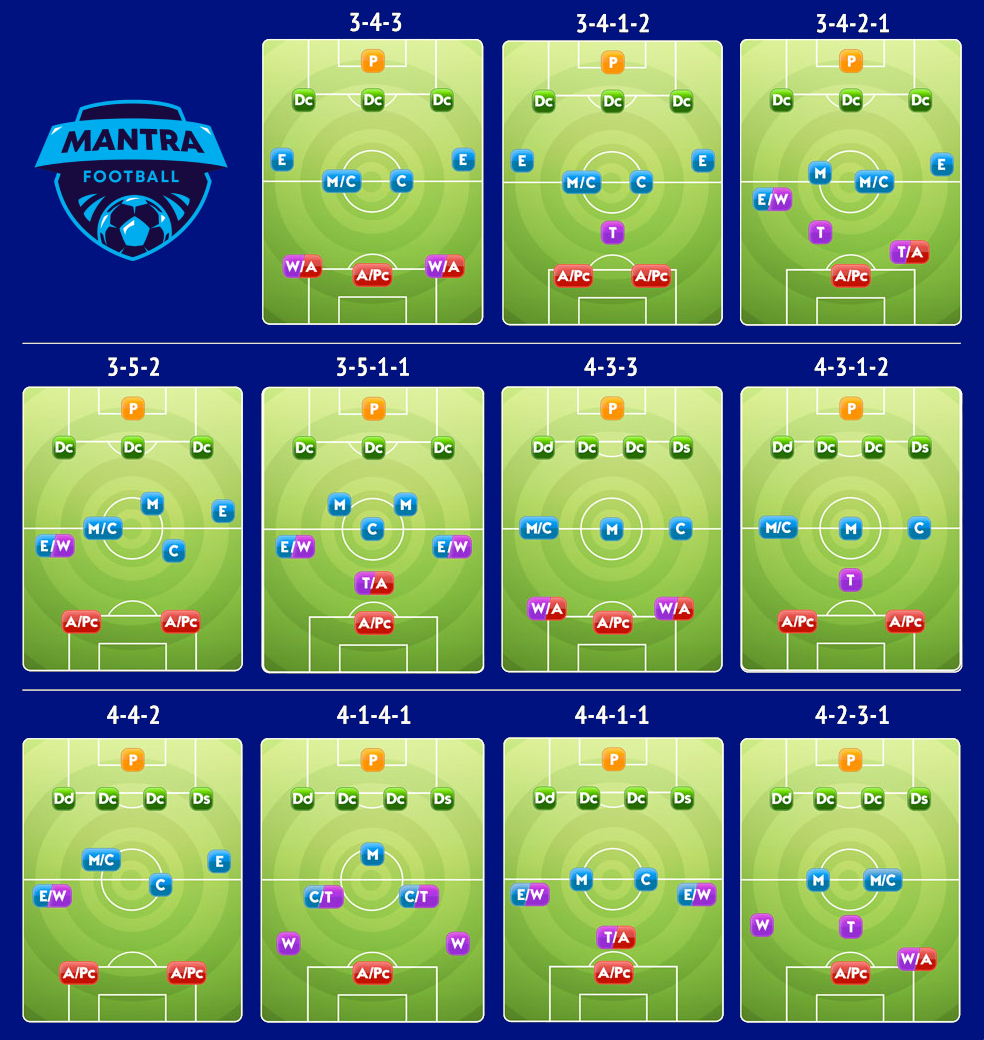 3-4-3 3-4-1-2 3-4-2-1
P P P
Dc Dc Dc Dc Dc Dc Dc Dc Dc
MANTRA
FOOTBALL
E E E E E
M/C C M/C C M M/C
E/W
T T
T/A
W/A A/Pc W/A A/Pc A/Pc A/Pc
3-5-2 3-5-1-1 4-3-3 4-3-1-2
P P P P
Dc Dc Dc Dc Dc Dc Dd Dc Dc Ds Dd Dc Dc Ds
M E M M
M/C C M/C M C M/C M C
E/W C E/W E/W
T/A T
W/A W/A
A/Pc A/Pc A/Pc A/Pc A/Pc A/Pc
4-4-2 4-1-4-1 4-4-1-1 4-2-3-1
P P P P
Dd Dc Dc Ds Dd Dc Dc Ds Dd Dc Dc Ds Dd Dc Dc Ds
M/C E M
C M C M M/C
E/W C/T C/T E/W E/W
W T
W W T/A
W/A
A/Pc A/Pc A/Pc A/Pc A/Pc